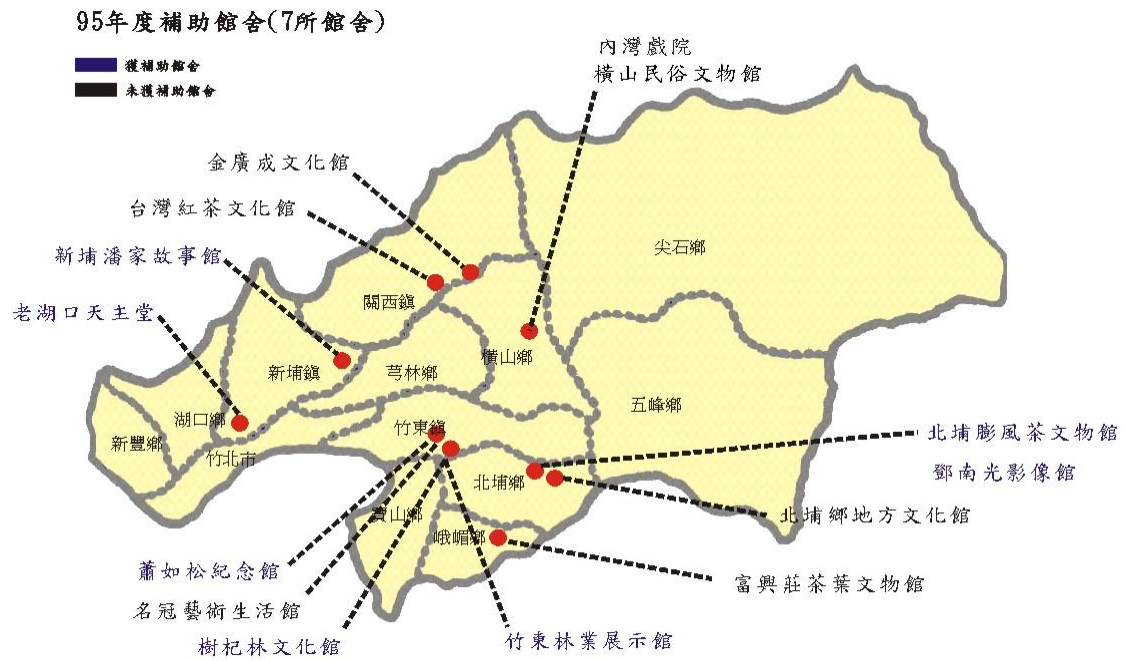 95年度補助館舍(7所館舍)
獲補助館舍
未獲補助館舍
內灣戲院
橫山民俗文物館
金廣成文化館
台灣紅茶文化館
新埔潘家故事館
老湖口天主堂
尖石鄉
關西鎮
橫山鄉
新埔鎮
芎林鄉
五峰鄉
湖口鄉
新豐鄉
竹北市
竹東鎮
北埔鄉
寶山鄉
峨嵋鄉
北埔膨風茶文物館
鄧南光影像館
北埔鄉地方文化館
富興莊茶葉文物館
蕭如松紀念館
名冠藝術生活館
樹杞林文化館
竹東林業展示館